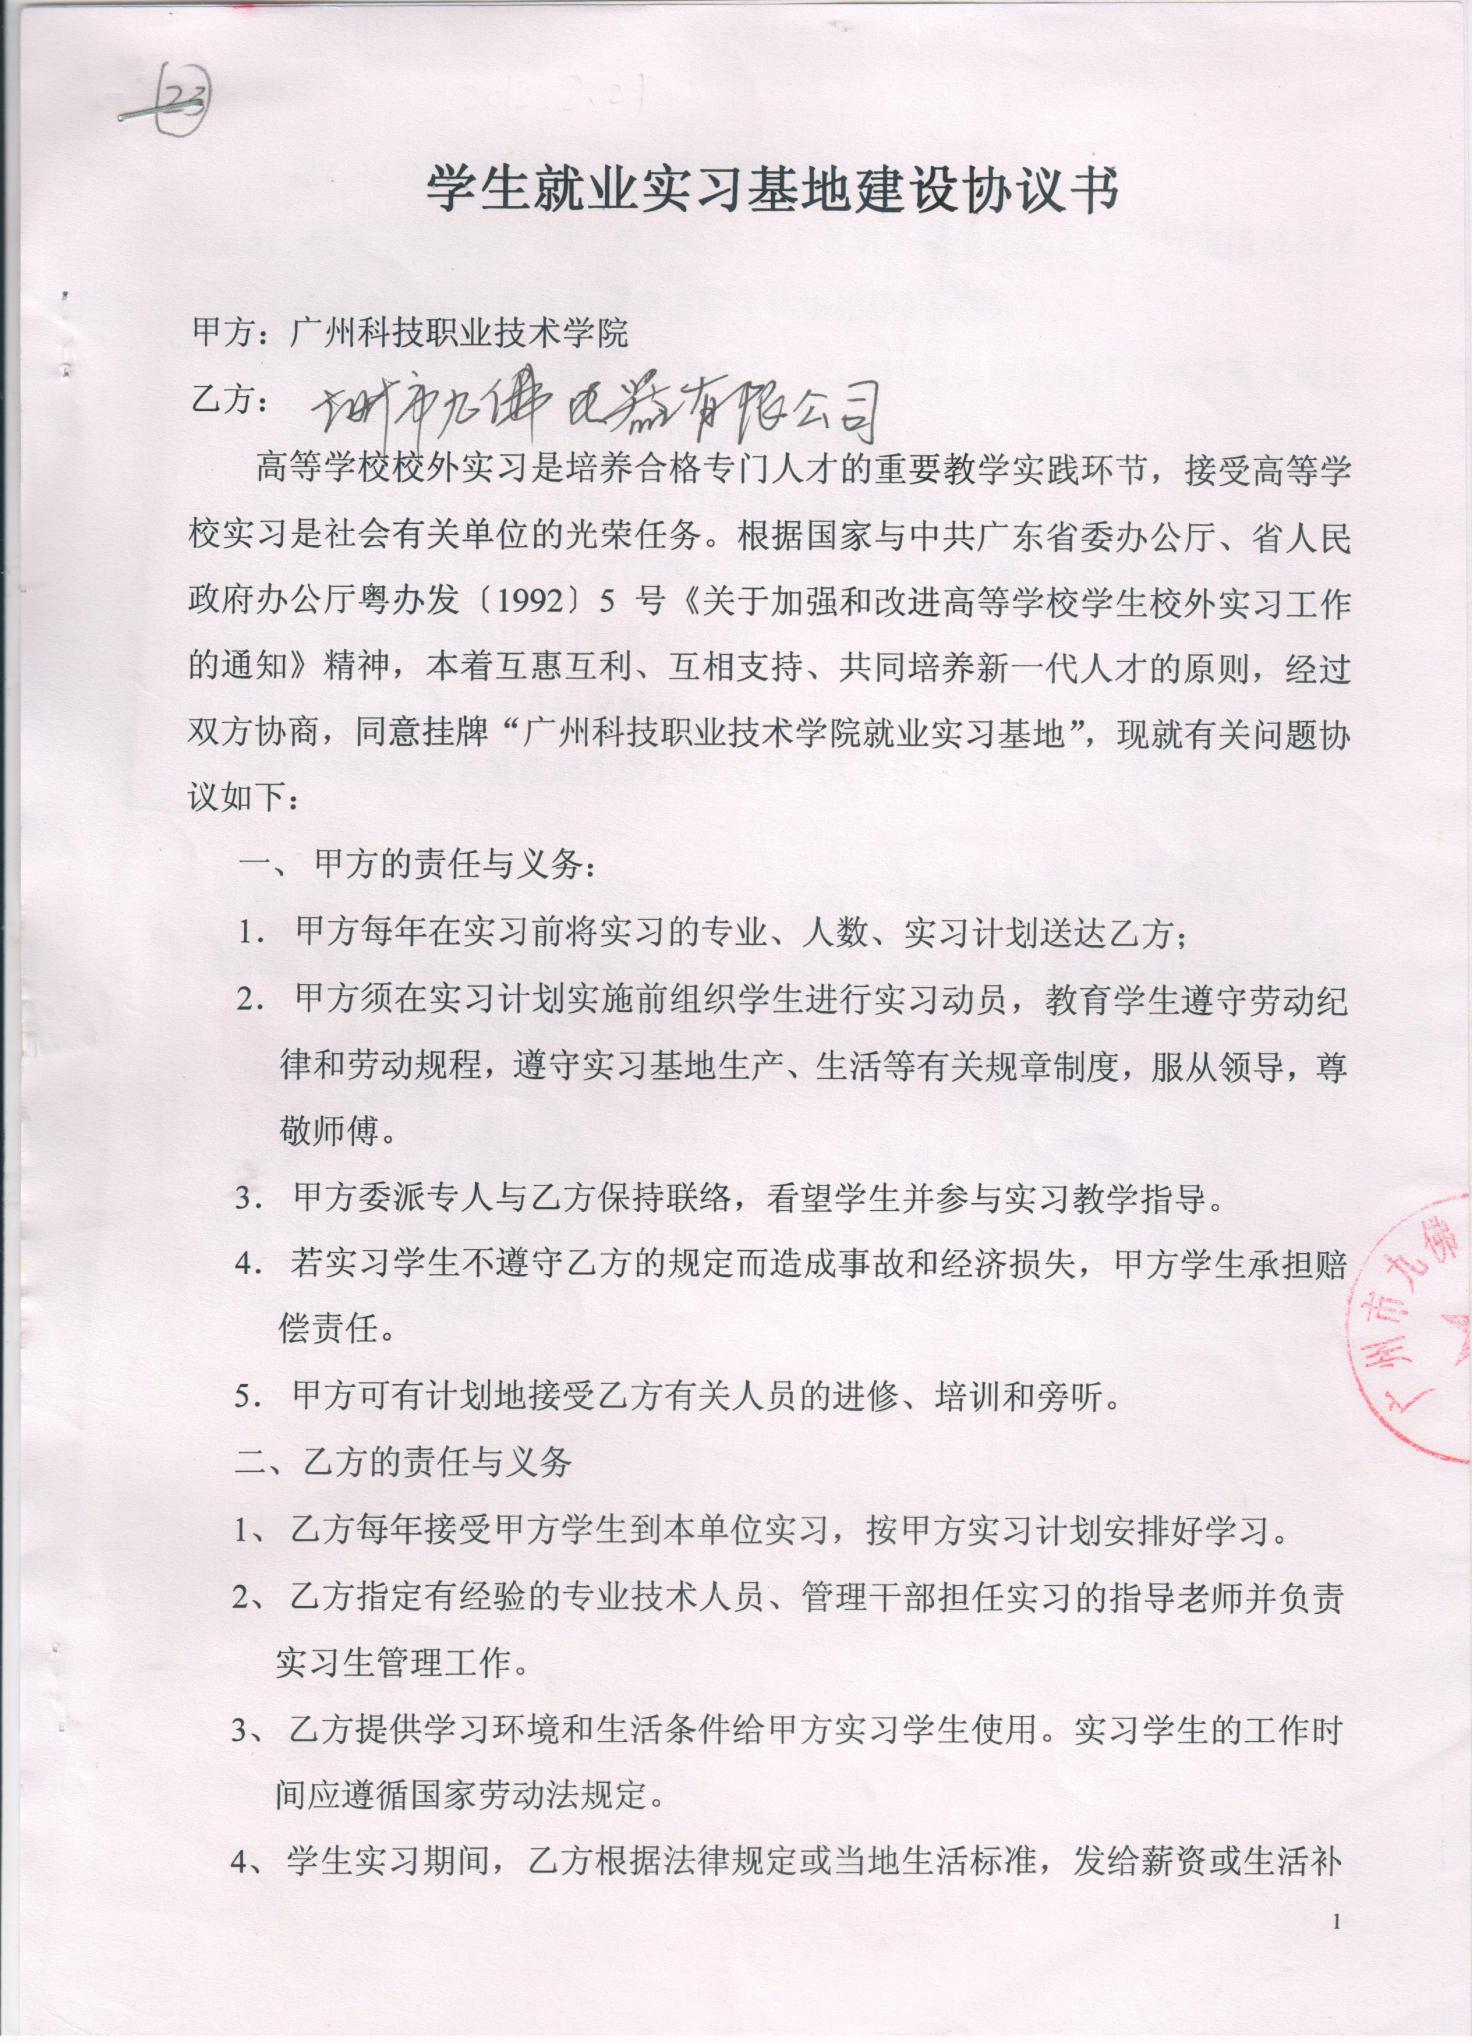 23
学生就业实习基地建设协议书
甲方：广州科技职业技术学院
乙方： 广州市九佛电器有限公司
高等学校校外实习是培养合格专门人才的重要教学实践环节，接受高等学
校实习是社会有关单位的光荣任务。根据国家与中共广东省委办公厅、省人民
政府办公厅粤办发〔1992〕5 号《关于加强和改进高等学校学生校外实习工作
的通知》精神，本着互惠互利、互相支持、共同培养新一代人才的原则，经过
双方协商，同意挂牌“广州科技职业技术学院就业实习基地”，现就有关问题协
议如下：
一、 甲方的责任与义务：
1. 甲方每年在实习前将实习的专业、人数、实习计划送达乙方；
2. 甲方须在实习计划实施前组织学生进行实习动员，教育学生遵守劳动纪
律和劳动规程，遵守实习基地生产、生活等有关规章制度，服从领导，尊
敬师傅。
3. 甲方委派专人与乙方保持联络，看望学生并参与实习教学指导。
4. 若实习学生不遵守乙方的规定而造成事故和经济损失，甲方学生承担赔
偿责任。
5. 甲方可有计划地接受乙方有关人员的进修、培训和旁听。
二、乙方的责任与义务
1、 乙方每年接受甲方学生到本单位实习，按甲方实习计划安排好学习。
2、 乙方指定有经验的专业技术人员、管理干部担任实习的指导老师并负责
实习生管理工作。
3、 乙方提供学习环境和生活条件给甲方实习学生使用。实习学生的工作时
间应遵循国家劳动法规定。
4、 学生实习期间，乙方根据法律规定或当地生活标准，发给薪资或生活补
1
广州市九佛